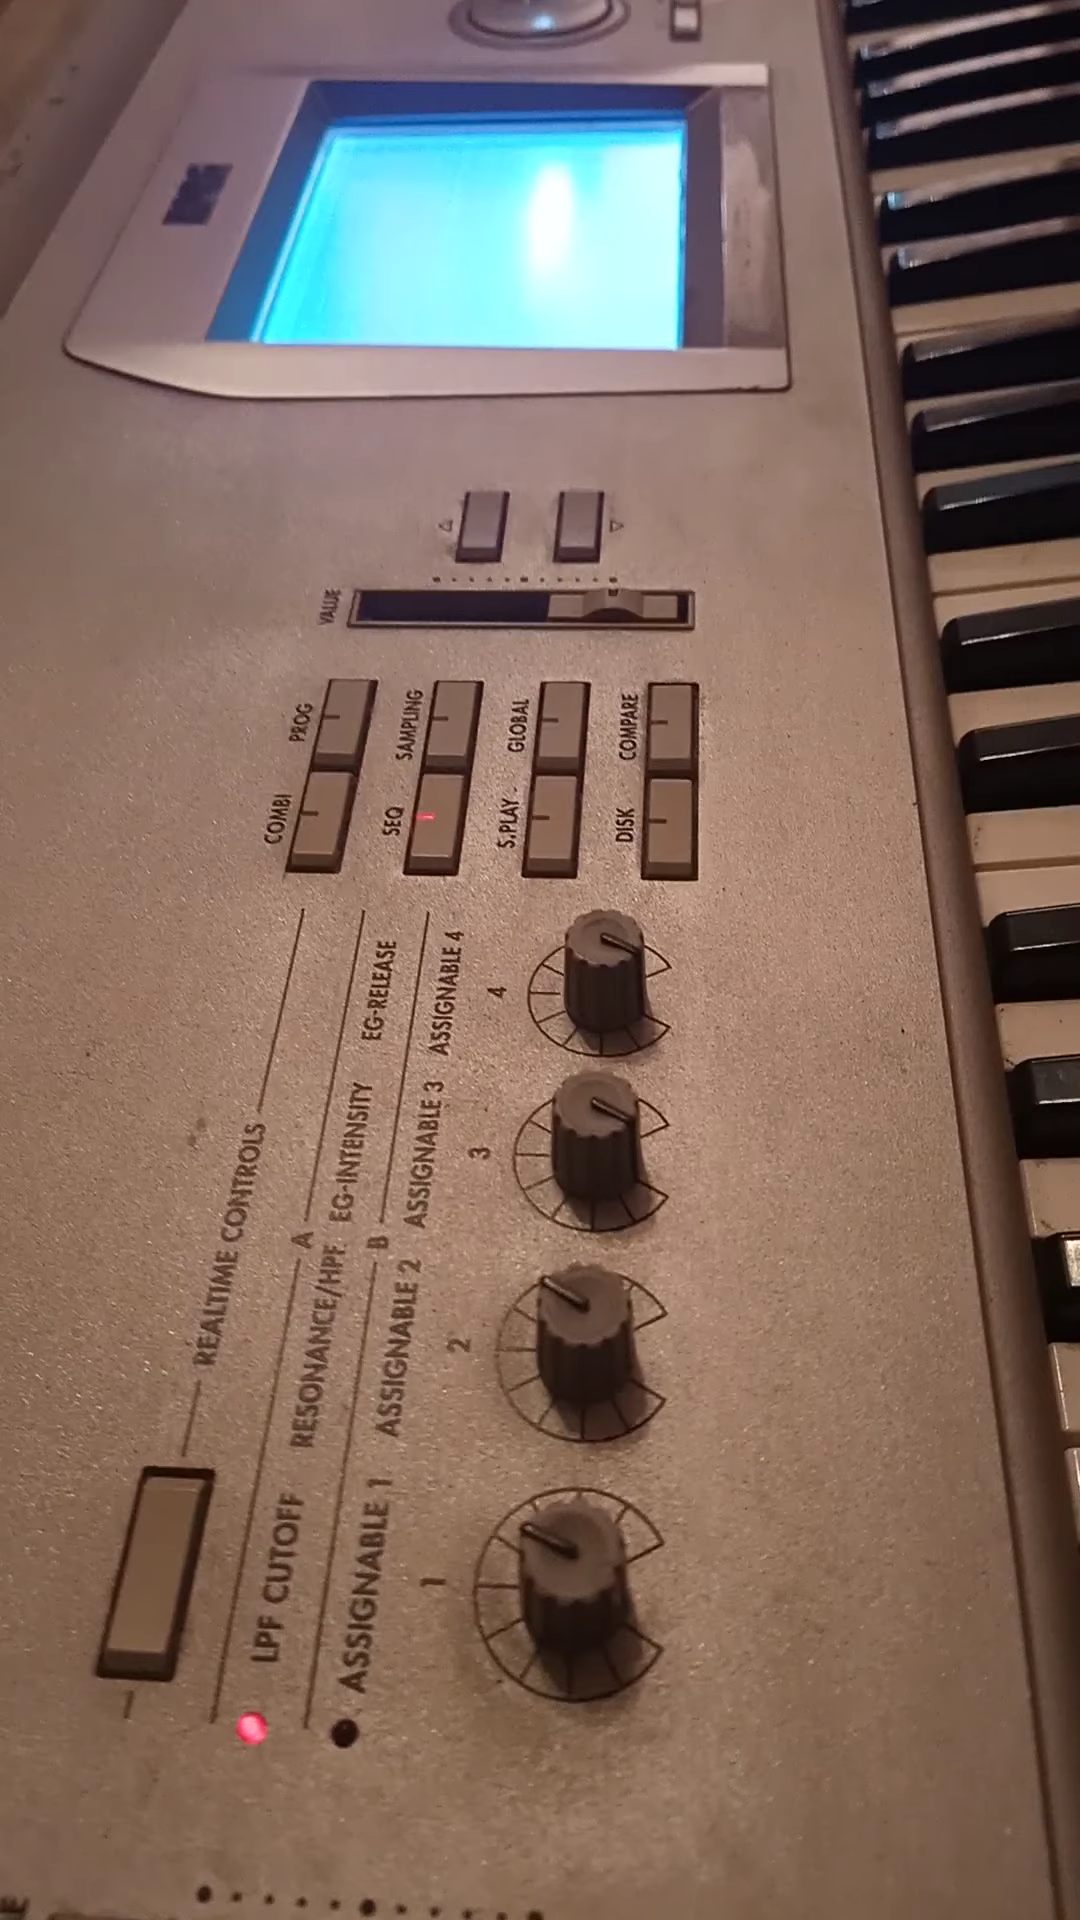 REALTIME CONTROLS
A
LPF CUTOFF RESONANCE/HPF EG-INTENSITY EG-RELEASE
B
ASSIGNABLE 1 ASSIGNABLE 2 ASSIGNABLE 3 ASSIGNABLE 4
1 2 3 4
COMBI PROG
SEQ SAMPLING
S.PLAY GLOBAL
DISK COMPARE
VALUE